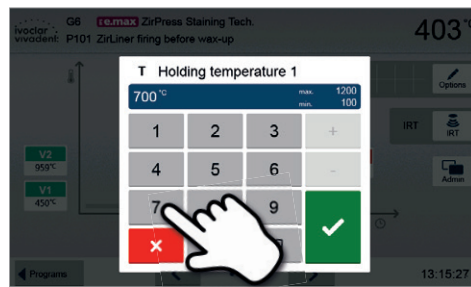 ivoclar
vivadent
G6 IPS e.max ZirPress Staining Tech.
P101 ZirLiner firing before wax-up
403°
T Holding temperature 1
700 °C
max. 1200
min. 100
1 2 3 +
4 5 6 -
7 9
Options
IRT
IRT
Admin
V2
959°C
V1
450°C
Programs
13:15:27